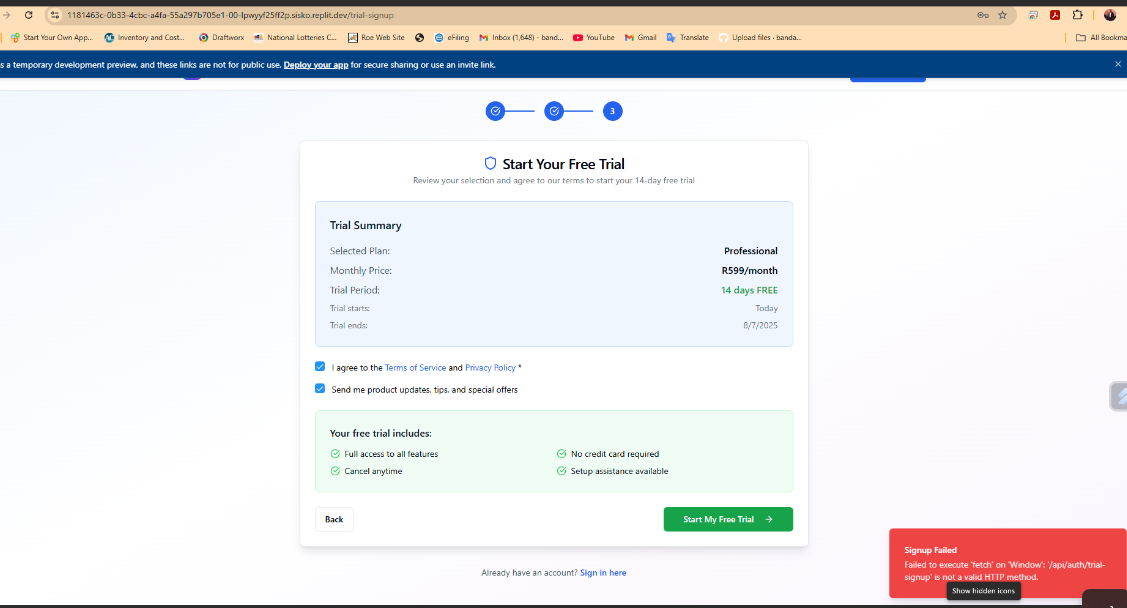 1181463c-0b33-4cbc-a4fa-55a297b705e1-00-lpwyyf25ff2p.sisko.replit.dev/trial-signup
Start Your Own App... Inventory and Cost... Draftworx National Lotteries C... Roe Web Site eFiling Inbox (1,648) - band... YouTube Gmail Translate Upload files · banda... All Bookma
s a temporary development preview, and these links are not for public use. Deploy your app for secure sharing or use an invite link.
3
Start Your Free Trial
Review your selection and agree to our terms to start your 14-day free trial
Trial Summary
Selected Plan: Professional
Monthly Price: R599/month
Trial Period: 14 days FREE
Trial starts: Today
Trial ends: 8/7/2025
I agree to the Terms of Service and Privacy Policy *
Send me product updates, tips, and special offers
Your free trial includes:
Full access to all features No credit card required
Cancel anytime Setup assistance available
Back Start My Free Trial
Already have an account? Sign in here
Signup Failed
Failed to execute 'fetch' on 'Window': '/api/auth/trial-
signup' is not a valid HTTP method.
Show hidden icons